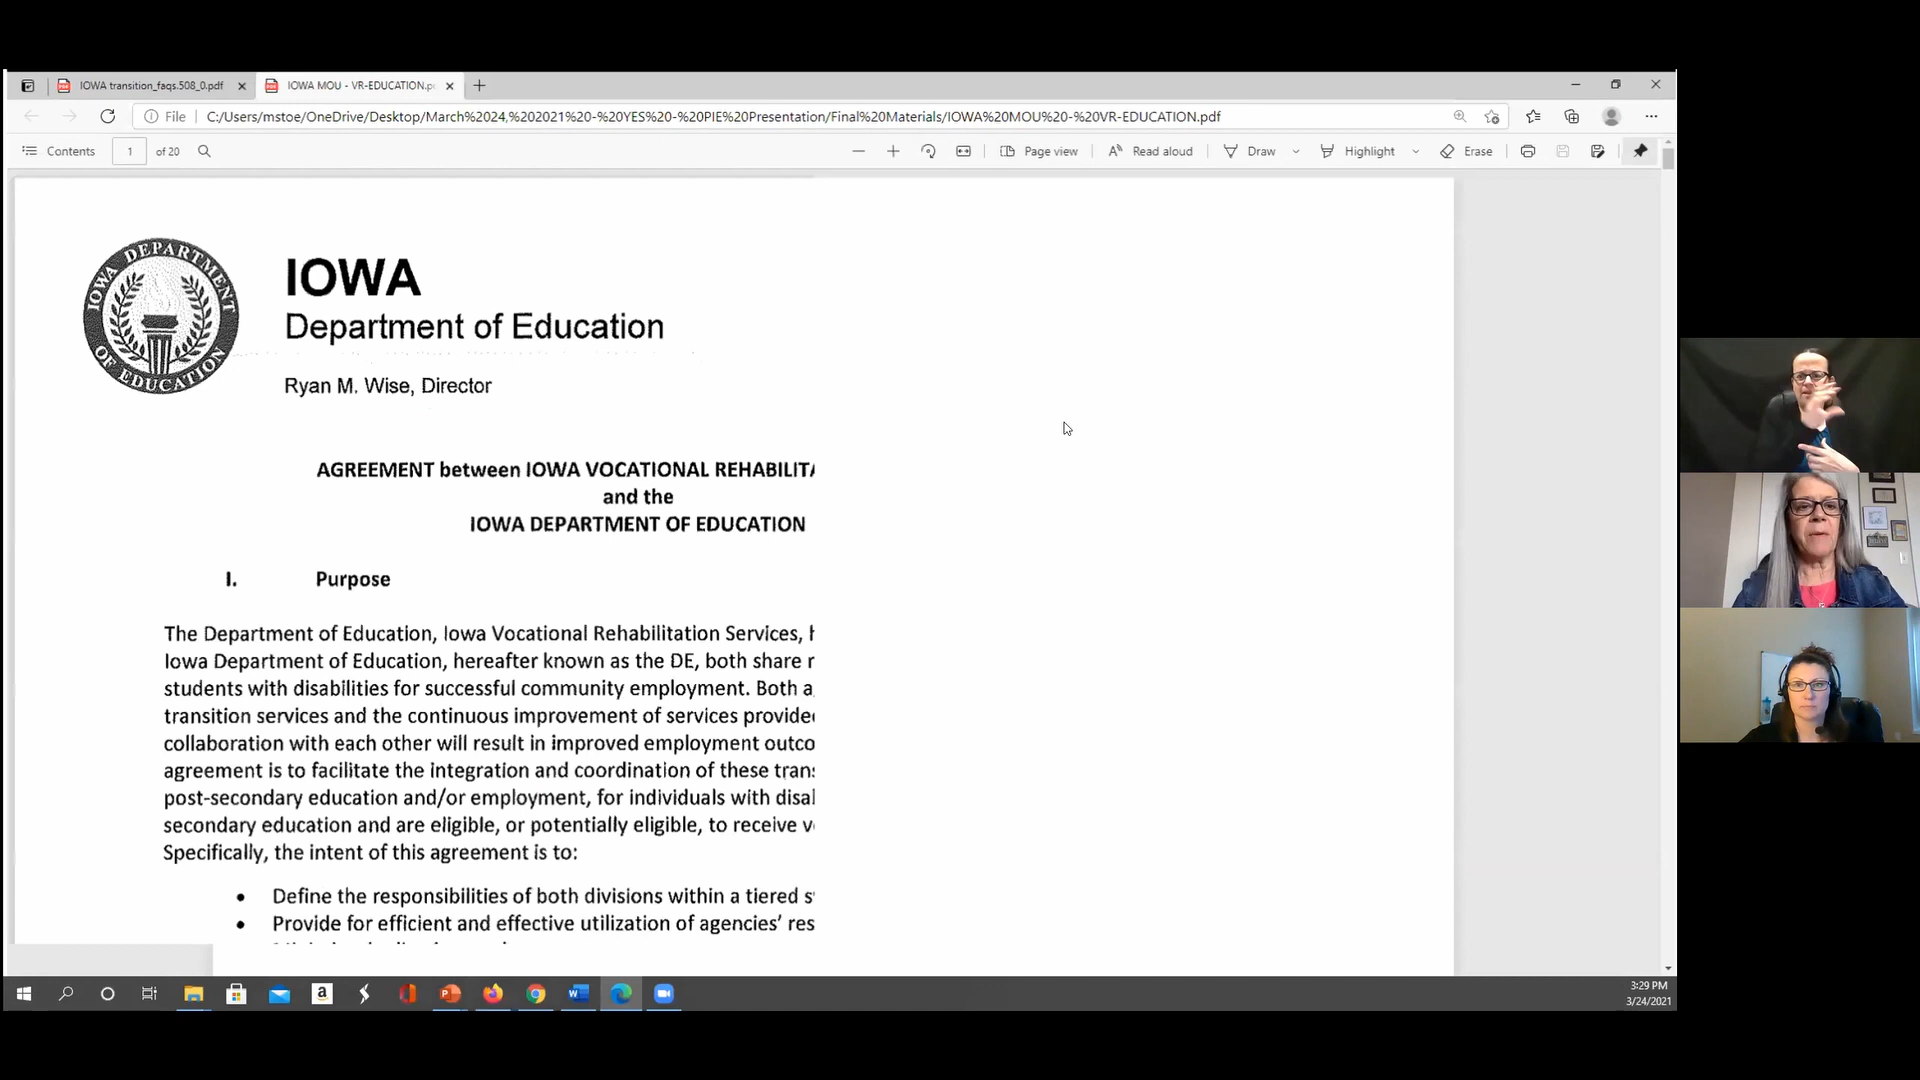 IOWA transition_faqs.508_0.pdf
IOWA MOU - VR-EDUCATION.p
File
C:/Users/mstoe/OneDrive/Desktop/March%2024,%202021%20-%20YES%20-%20PIE%20Presentation/Final%20Materials/IOWA%20MOU%20-%20VR-EDUCATION.pdf
Contents
1
of 20
Page view
Read aloud
Draw
Highlight
Erase
IOWA DEPARTMENT OF EDUCATION
IOWA
Department of Education
Ryan M. Wise, Director
AGREEMENT between IOWA VOCATIONAL
and the
IOWA DEPARTMENT OF EDUCATION
I. Purpose
The Department of Education, Iowa Vocational Rehabilitation Services,
Iowa Department of Education, hereafter known as the DE, both share
students with disabilities for successful community employment. Both
transition services and the continuous improvement of services
collaboration with each other will result in improved employment
agreement is to facilitate the integration and coordination of these
post-secondary education and/or employment, for individuals with
secondary education and are eligible, or potentially eligible, to receive
Specifically, the intent of this agreement is to:
• Define the responsibilities of both divisions within a tiered
• Provide for efficient and effective utilization of agencies'
3:29 PM
3/24/2021